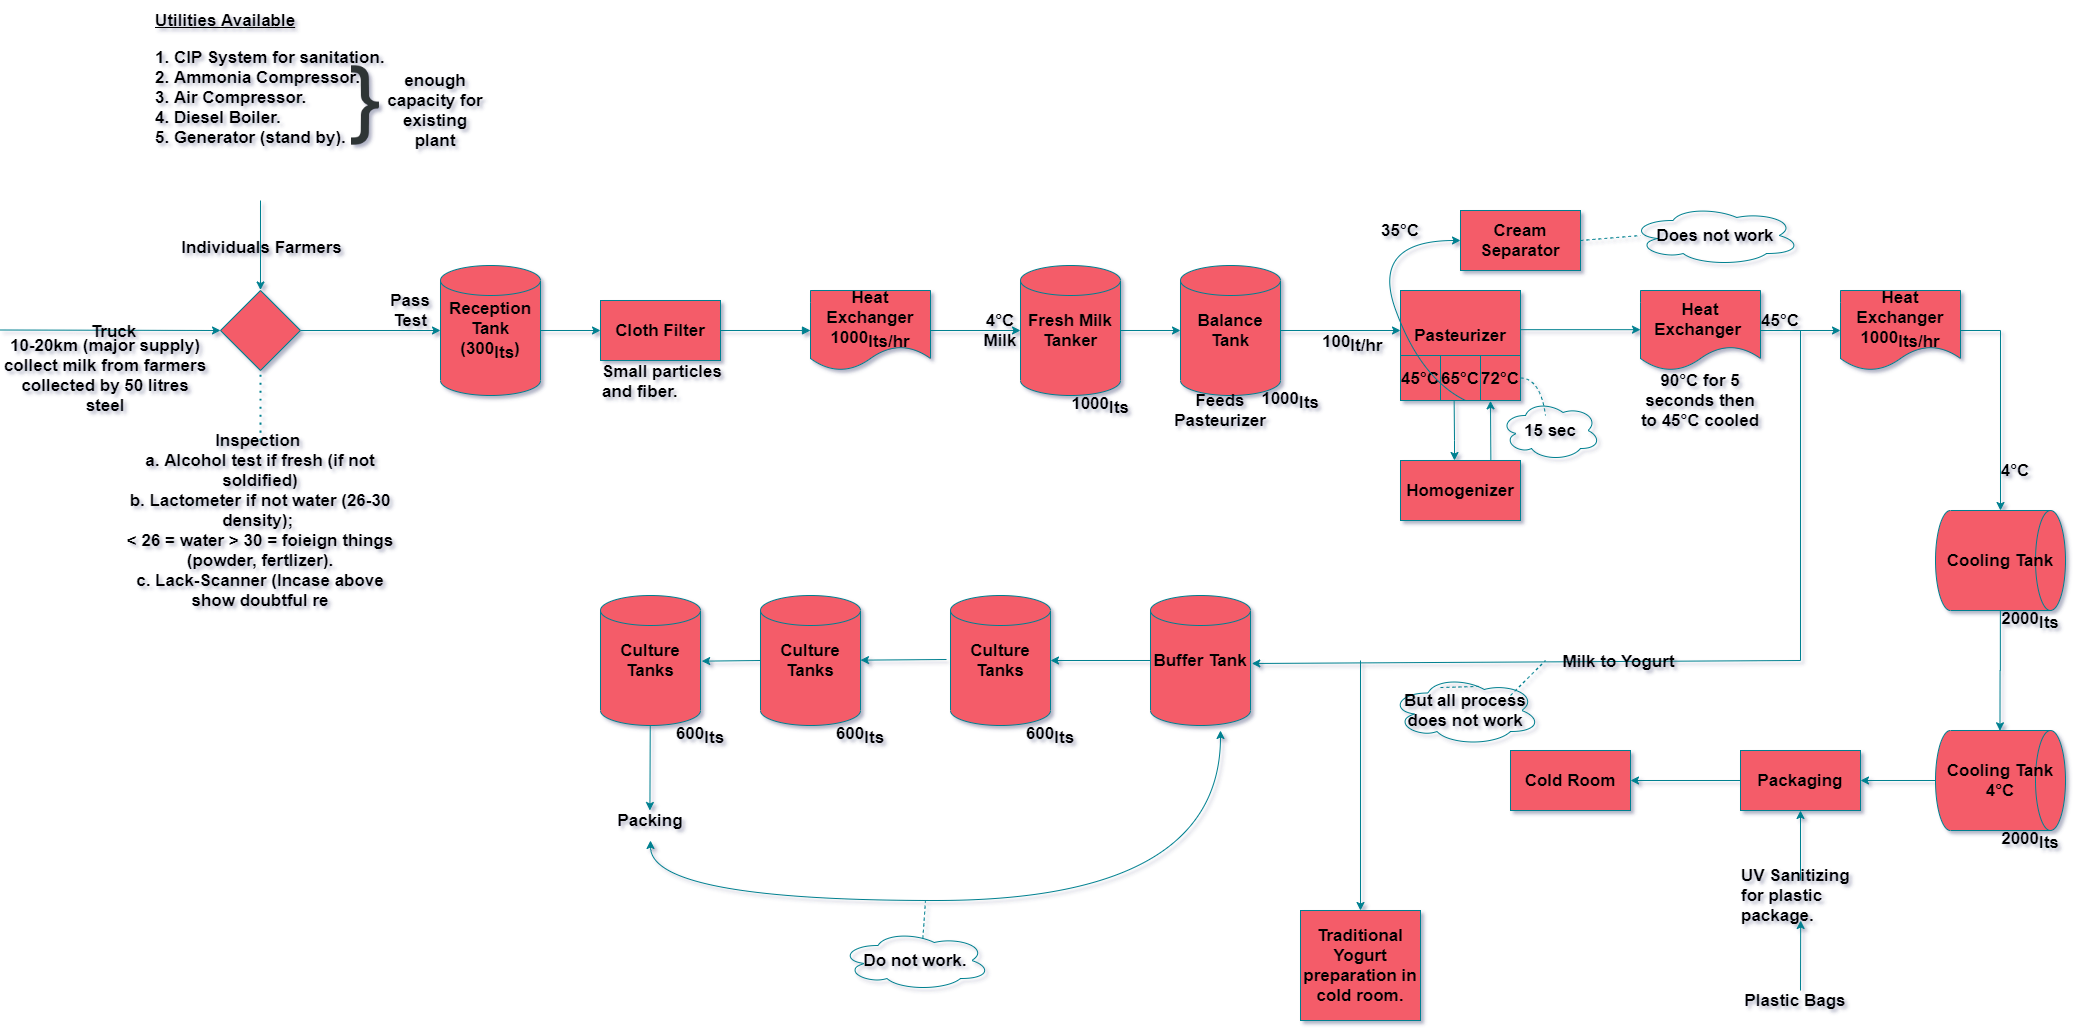 Utilities Available
1. CIP System for sanitation.
2. Ammonia Compressor.
3. Air Compressor.
4. Diesel Boiler.
5. Generator (stand by).
}
enough
capacity for
existing
plant
Individuals Farmers
Truck
10-20km (major supply)
collect milk from farmers
collected by 50 litres
steel
Inspection
a. Alcohol test if fresh (if not
soldified)
b. Lactometer if not water (26-30
density);
< 26 = water > 30 = foieign things
(powder, fertlizer).
c. Lack-Scanner (Incase above
show doubtful re
Pass
Test
Reception
Tank
(300lts)
Cloth Filter
Small particles
and fiber.
Heat
Exchanger
1000lts/hr
4°C
Milk
Fresh Milk
Tanker
1000lts
Balance
Tank
1000lts
Feeds
Pasteurizer
100lt/hr
Pasteurizer
45°C
65°C
72°C
35°C
Cream
Separator
Does not work
15 sec
Homogenizer
Heat
Exchanger
90°C for 5
seconds then
to 45°C cooled
45°C
Heat
Exchanger
1000lts/hr
4°C
Cooling Tank
2000lts
Cooling Tank
4°C
2000lts
Packaging
Cold Room
UV Sanitizing
for plastic
package.
Plastic Bags
Milk to Yogurt
But all process
does not work
Buffer Tank
Culture
Tanks
600lts
Culture
Tanks
600lts
Culture
Tanks
600lts
Packing
Do not work.
Traditional
Yogurt
preparation in
cold room.